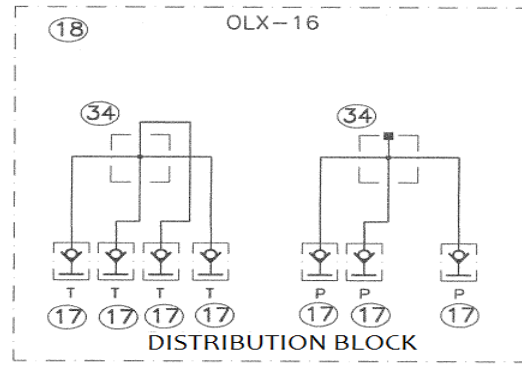 18 OLX-16
34 34
T T T T P P P
17 17 17 17 17 17 17
DISTRIBUTION BLOCK